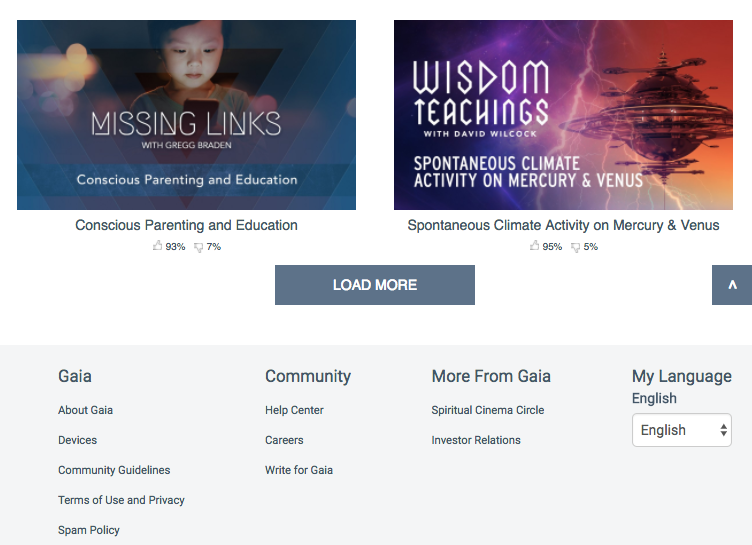 MISSING LINKS
WITH GREGG BRADEN
Conscious Parenting and Education
WISDOM
TEACHINGS
WITH DAVID WILCOCK
SPONTANEOUS CLIMATE
ACTIVITY ON MERCURY & VENUS
Conscious Parenting and Education
93% 7%
Spontaneous Climate Activity on Mercury & Venus
95% 5%
LOAD MORE
^
Gaia
About Gaia
Devices
Community Guidelines
Terms of Use and Privacy
Spam Policy
Community
Help Center
Careers
Write for Gaia
More From Gaia
Spiritual Cinema Circle
Investor Relations
My Language
English
English